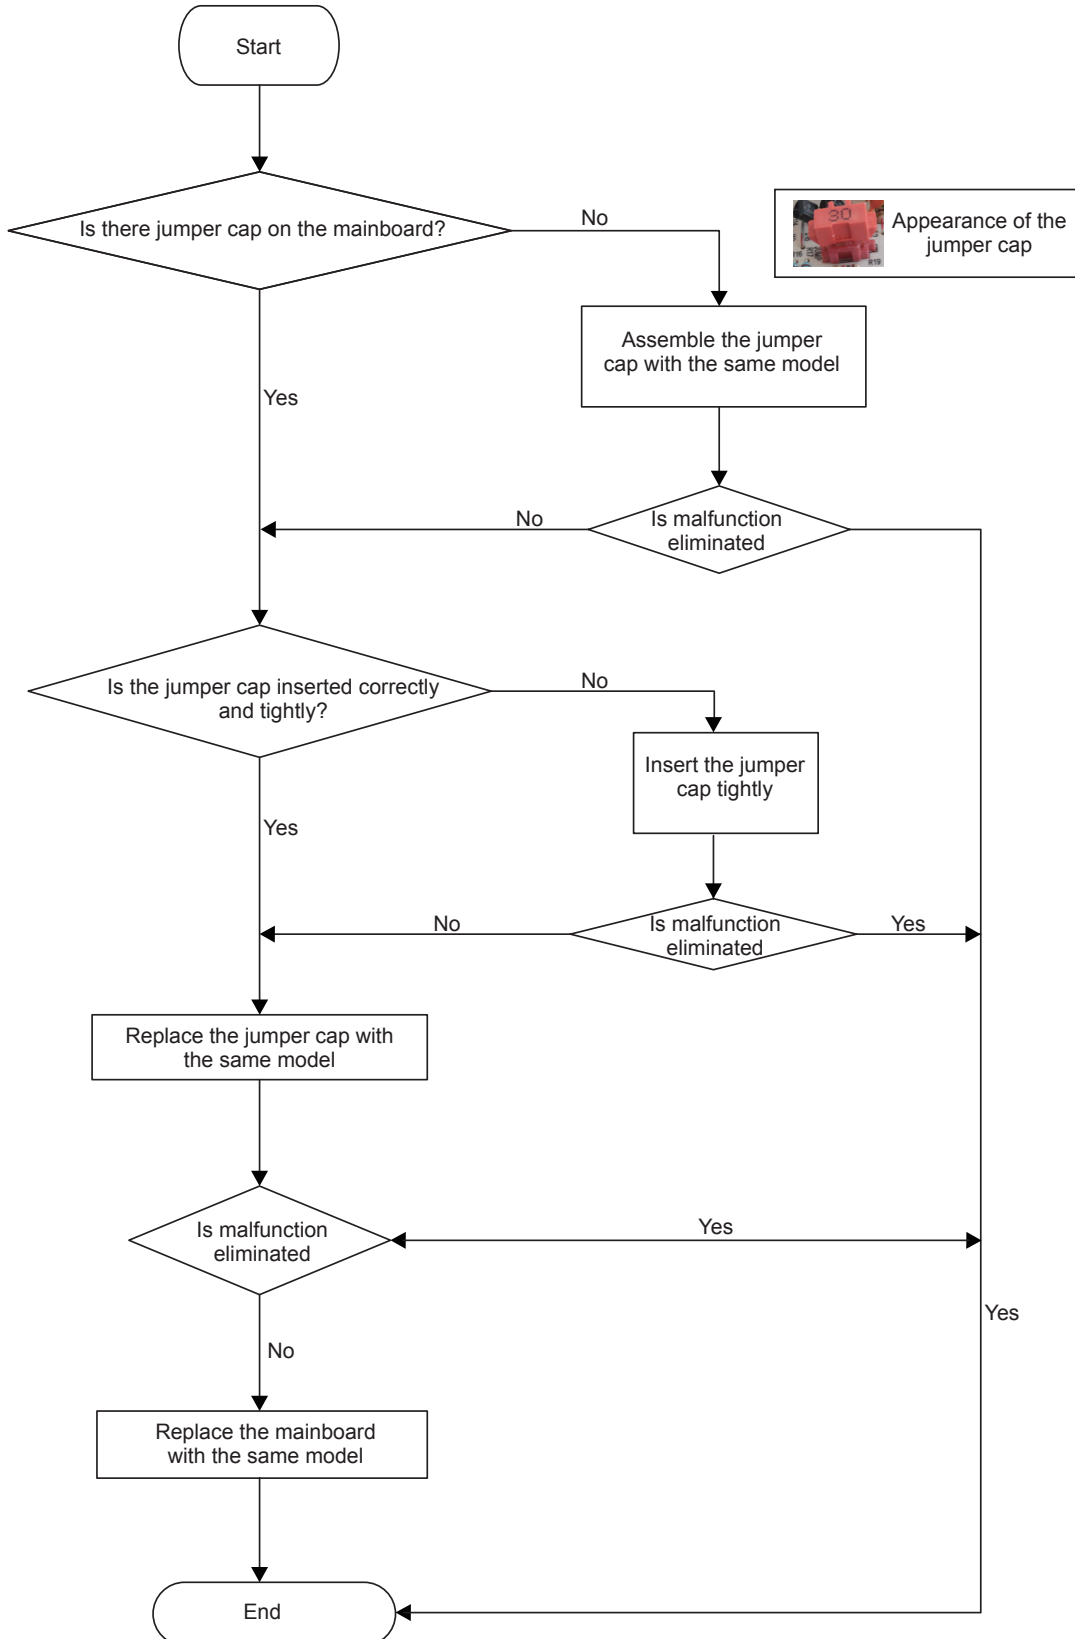 Start
Is there jumper cap on the mainboard?
No
30
Appearance of the
jumper cap
R19
Assemble the jumper
cap with the same model
Yes
No
Is malfunction
eliminated
Is the jumper cap inserted correctly
and tightly?
No
Insert the jumper
cap tightly
Yes
No
Is malfunction
eliminated
Yes
Replace the jumper cap with
the same model
Is malfunction
eliminated
Yes
Yes
No
Replace the mainboard
with the same model
End